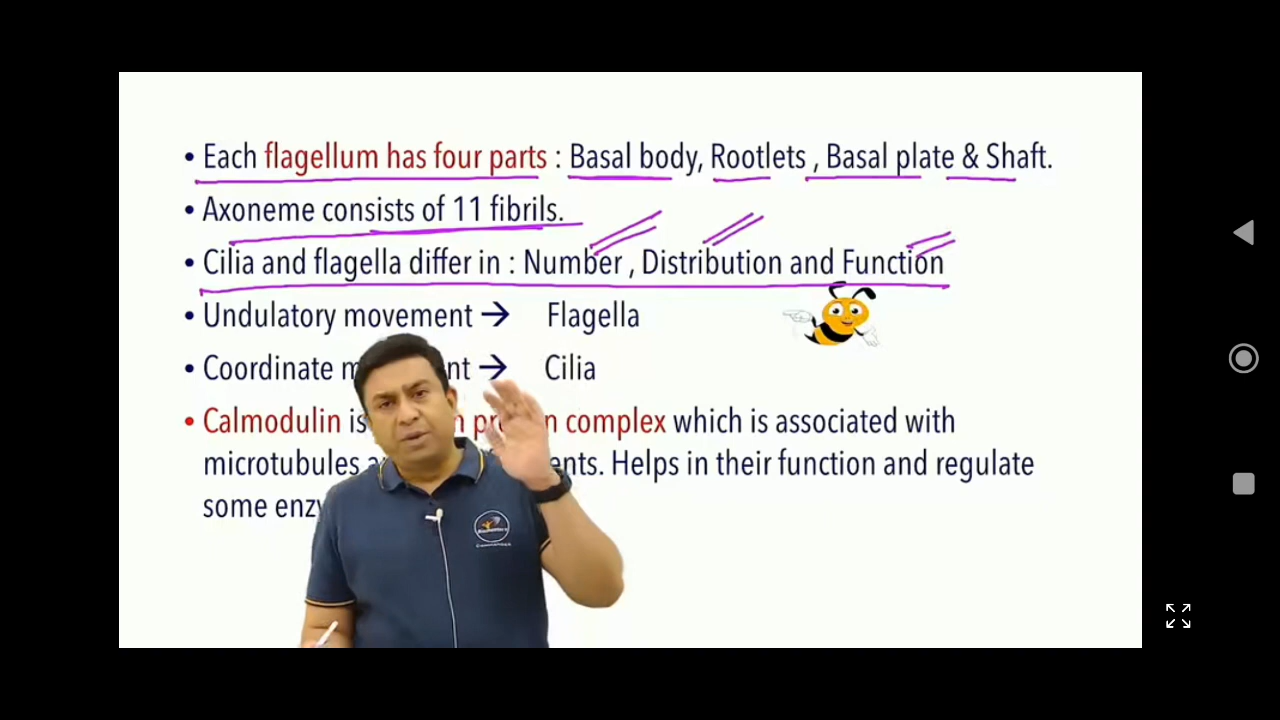 • Each flagellum has four parts : Basal body, Rootlets , Basal plate & Shaft.
• Axoneme consists of 11 fibrils.
• Cilia and flagella differ in : Number , Distribution and Function
• Undulatory movement → Flagella
• Coordinate → Cilia
• Calmodulin is complex which is associated with
microtubules Helps in their function and regulate
some